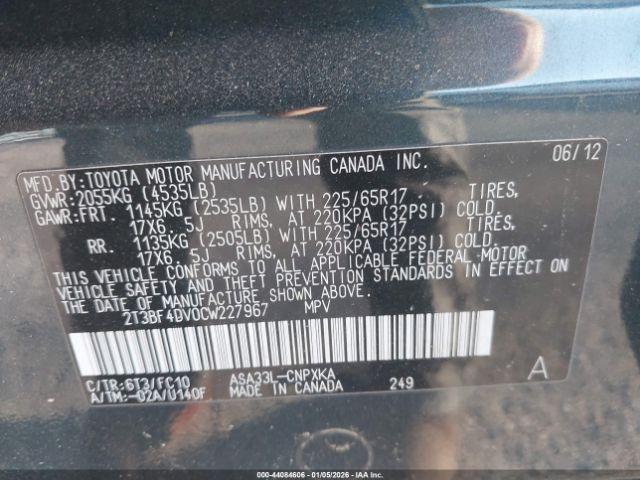 MFD.BY:TOYOTA MOTOR MANUFACTURING CANADA INC. 06/12
GVWR:2055KG (4535LB)
GAWR:FRT. 1145KG (2535LB) WITH 225/65R17 TIRES,
17X6. 5J RIMS, AT 220KPA (32PSI) COLD.
RR. 1135KG (2505LB) WITH 225/65R17 TIRES,
17X6. 5J RIMS, AT 220KPA (32PSI) COLD.
THIS VEHICLE CONFORMS TO ALL APPLICABLE FEDERAL MOTOR
VEHICLE SAFETY AND THEFT PREVENTION STANDARDS IN EFFECT ON
THE DATE OF MANUFACTURE SHOWN ABOVE.
2T3BF4DV0CW227967 MPV
C/TR:6T3/FC10 ASA33L-CNPXKA A
A/TM:-02A/U140F MADE IN CANADA 249
000-44084606 - 01/05/2026 - IAA Inc.